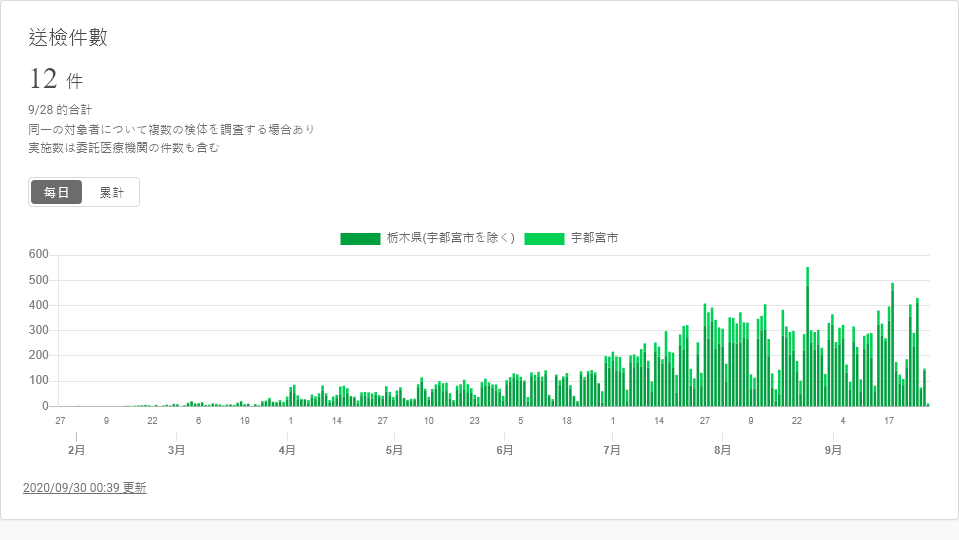 送檢件數
12 件
9/28 的合計
同一の対象者について複数の検体を調査する場合あり
実施数は委託医療機関の件数も含む
每日 累計
栃木県(宇都宮市を除く) 宇都宮市
600
500
400
300
200
100
0
27 9 22 6 19 1 14 27 10 23 5 18 1 14 27 9 22 4 17
2月 3月 4月 5月 6月 7月 8月 9月
2020/09/30 00:39 更新